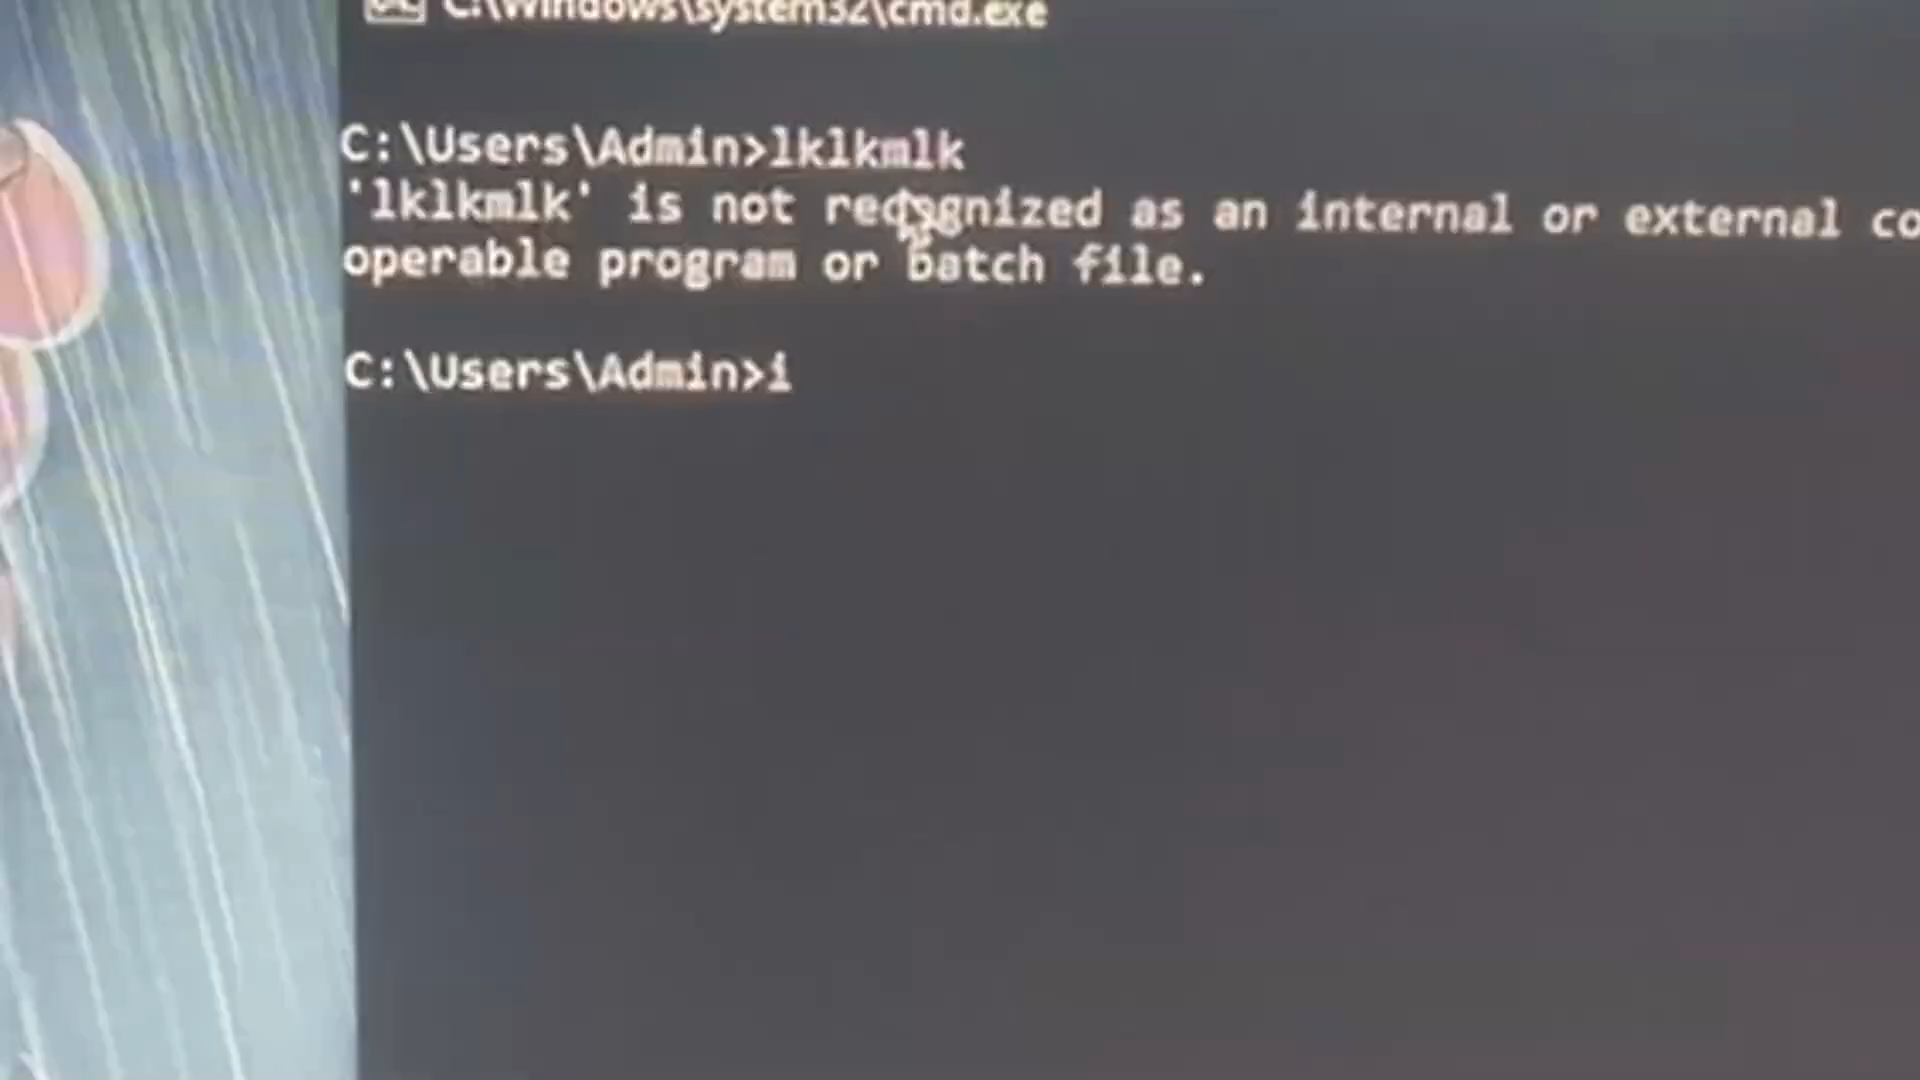 C:\Windows\system32\cmd.exe
C:\Users\Admin>lklkmlk
'lklkmlk' is not recognized as an internal or external co
operable program or batch file.
C:\Users\Admin>i